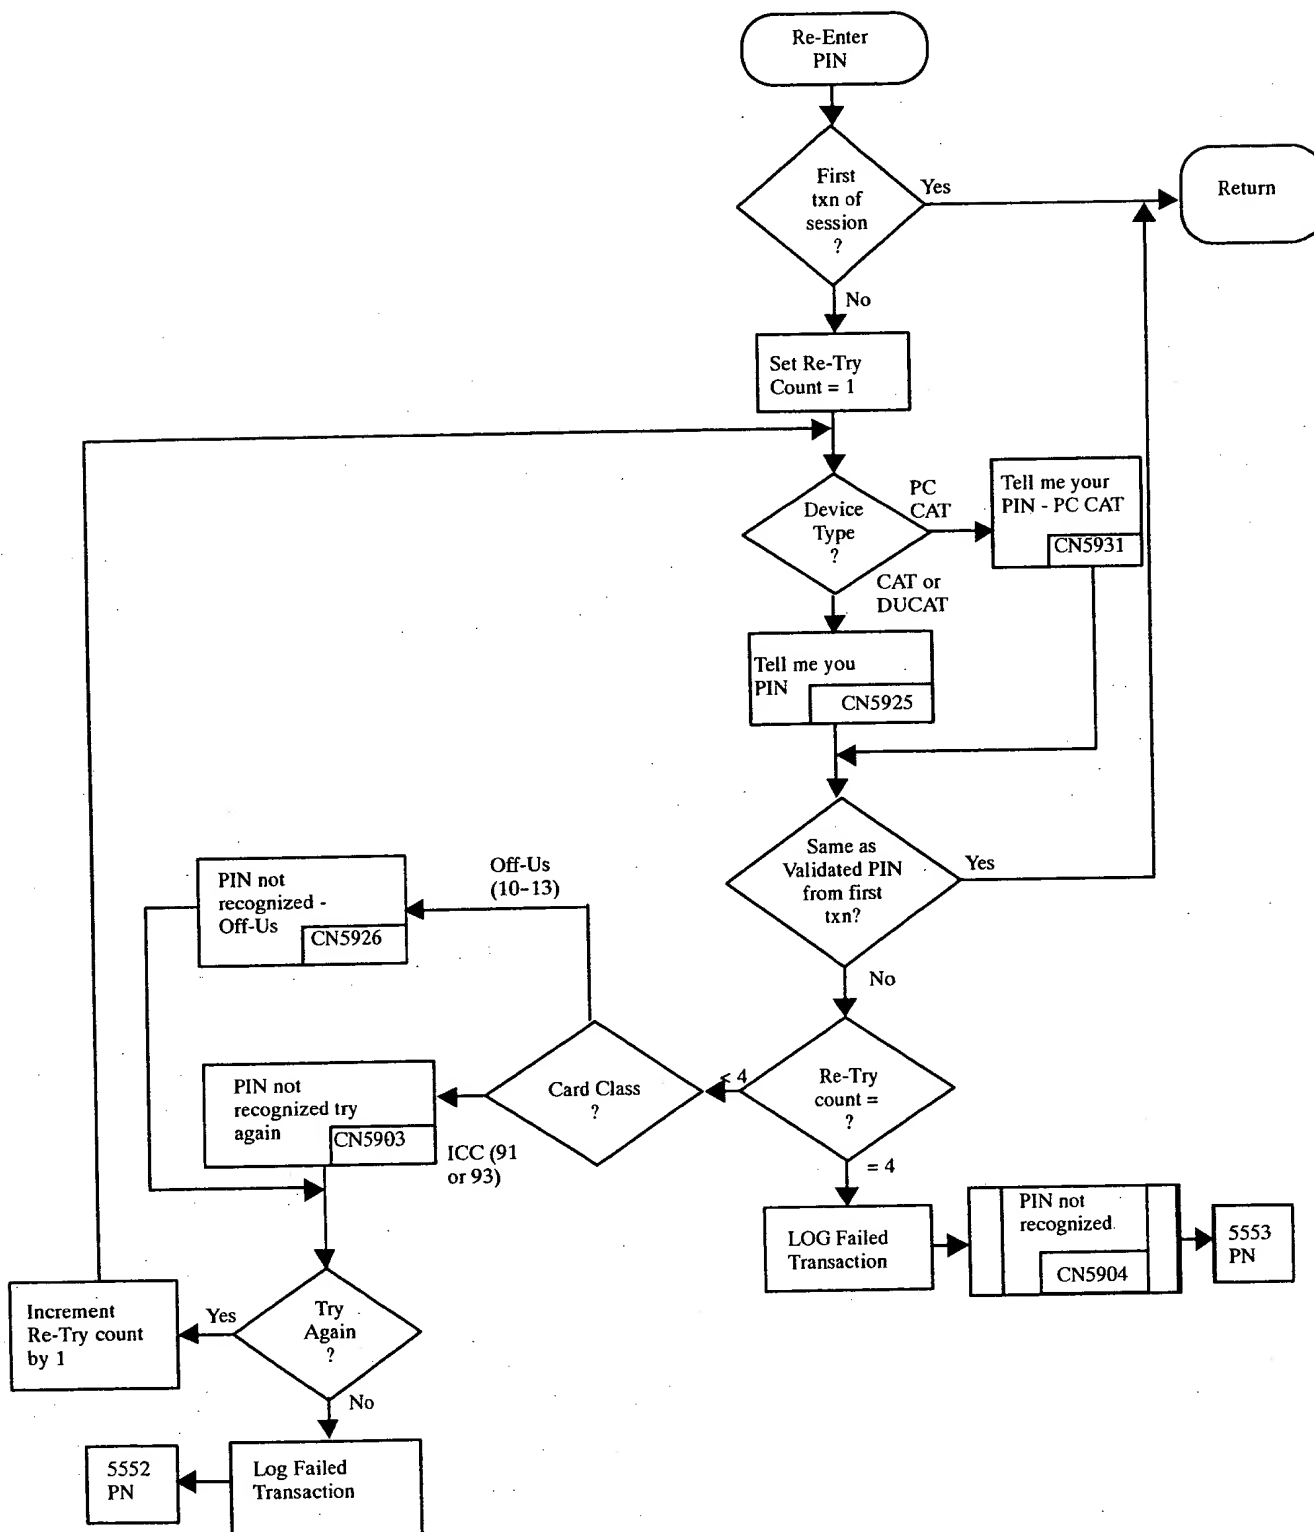 Re-Enter
PIN
First
txn of
session
?
Yes
Return
No
Set Re-Try
Count = 1
Device
Type
?
PC
CAT
Tell me your
PIN - PC CAT
CN5931
CAT or
DUCAT
Tell me you
PIN
CN5925
Same as
Validated PIN
from first
txn?
Yes
No
Off-Us
(10-13)
PIN not
recognized -
Off-Us
CN5926
Re-Try
count =
?
< 4
= 4
Card Class
?
ICC (91
or 93)
PIN not
recognized try
again
CN5903
LOG Failed
Transaction
PIN not
recognized
CN5904
5553
PN
Try
Again
?
Yes
Increment
Re-Try count
by 1
No
Log Failed
Transaction
5552
PN